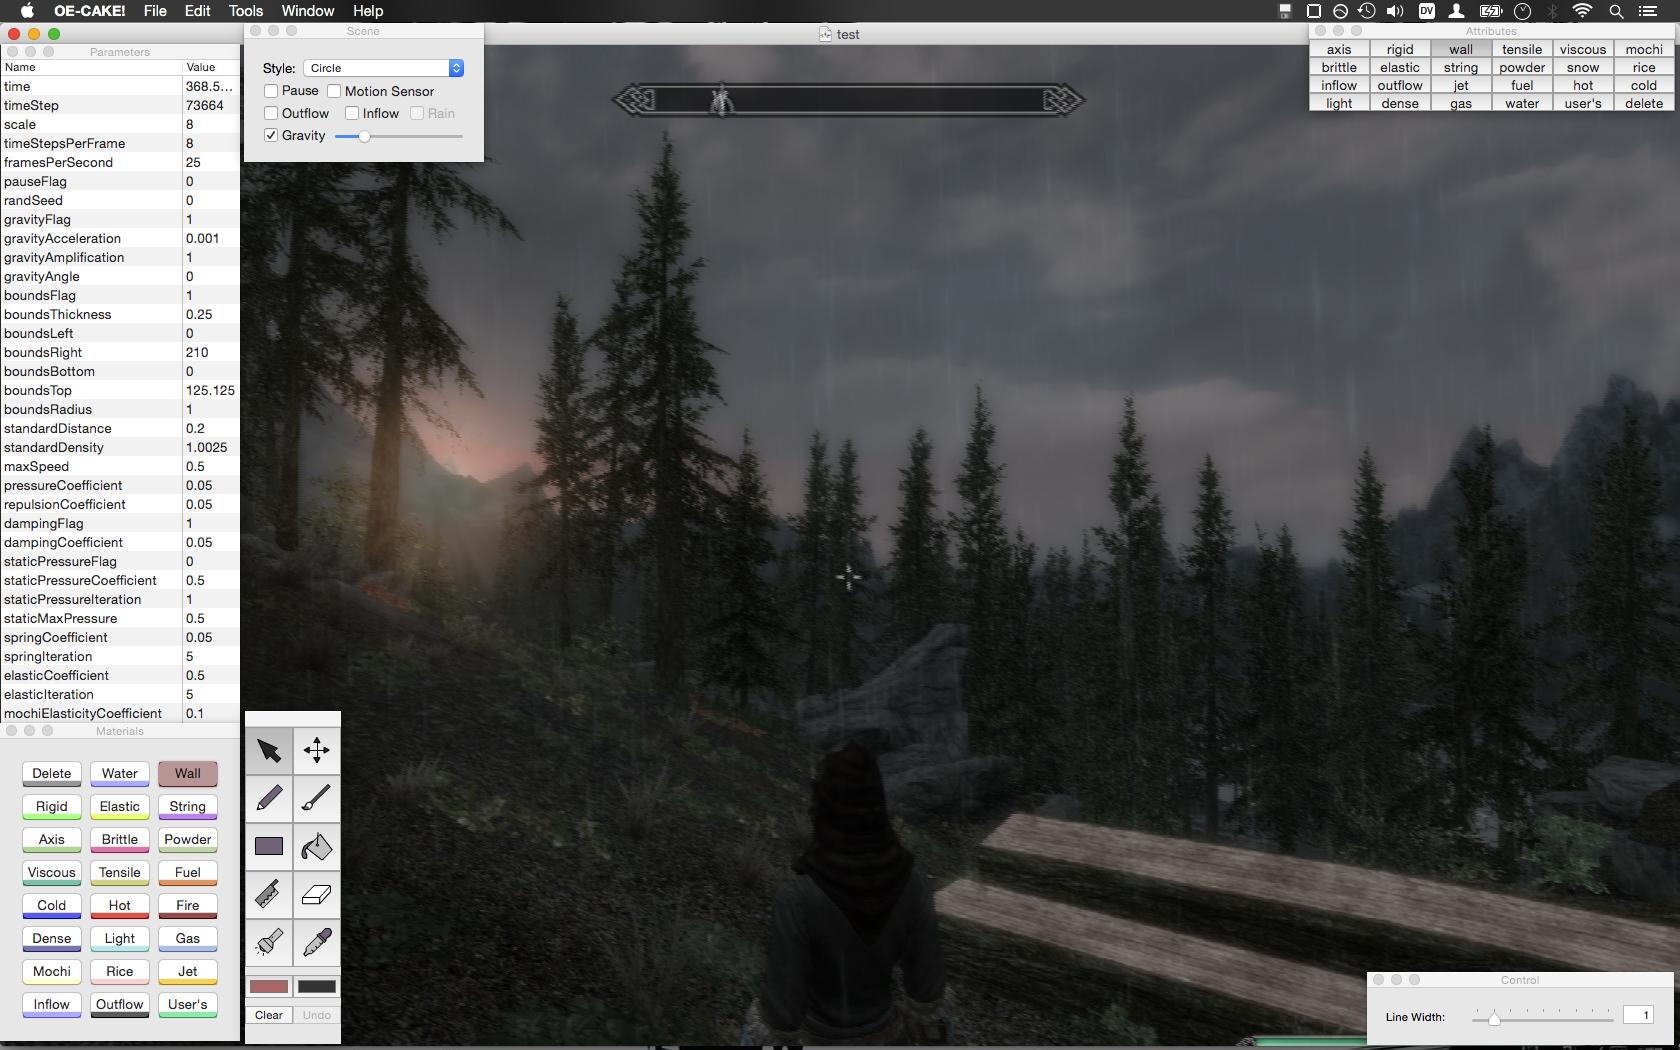 OE-CAKE! File Edit Tools Window Help DV
test
Parameters
Name Value
time 368.5...
timeStep 73664
scale 8
timeStepsPerFrame 8
framesPerSecond 25
pauseFlag 0
randSeed 0
gravityFlag 1
gravityAcceleration 0.001
gravityAmplification 1
gravityAngle 0
boundsFlag 1
boundsThickness 0.25
boundsLeft 0
boundsRight 210
boundsBottom 0
boundsTop 125.125
boundsRadius 1
standardDistance 0.2
standardDensity 1.0025
maxSpeed 0.5
pressureCoefficient 0.05
repulsionCoefficient 0.05
dampingFlag 1
dampingCoefficient 0.05
staticPressureFlag 0
staticPressureCoefficient 0.5
staticPressureIteration 1
staticMaxPressure 0.5
springCoefficient 0.05
springIteration 5
elasticCoefficient 0.5
elasticIteration 5
mochiElasticityCoefficient 0.1
Materials
Delete Water Wall
Rigid Elastic String
Axis Brittle Powder
Viscous Tensile Fuel
Cold Hot Fire
Dense Light Gas
Mochi Rice Jet
Inflow Outflow User's
Scene
Style: Circle
Pause Motion Sensor
Outflow Inflow Rain
Gravity
Clear Undo
Attributes
axis rigid wall tensile viscous mochi
brittle elastic string powder snow rice
inflow outflow jet fuel hot cold
light dense gas water user's delete
Control
Line Width: 1